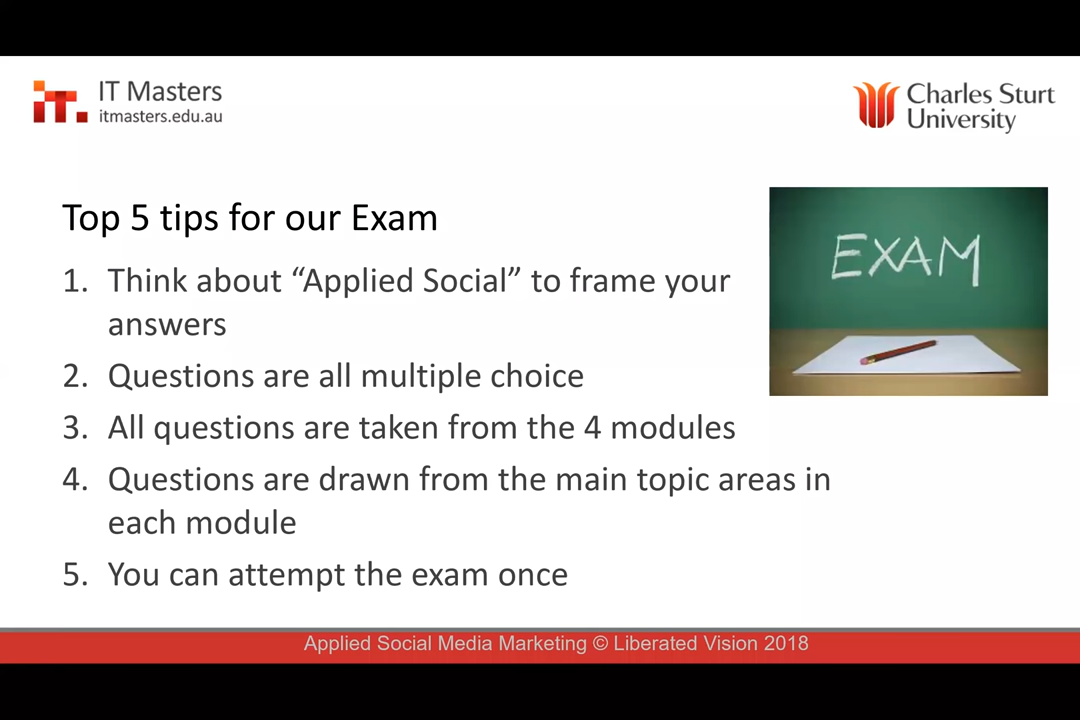 IT Masters
itmasters.edu.au
Charles Sturt
University
Top 5 tips for our Exam
EXAM
1. Think about “Applied Social” to frame your
answers
2. Questions are all multiple choice
3. All questions are taken from the 4 modules
4. Questions are drawn from the main topic areas in
each module
5. You can attempt the exam once
Applied Social Media Marketing © Liberated Vision 2018